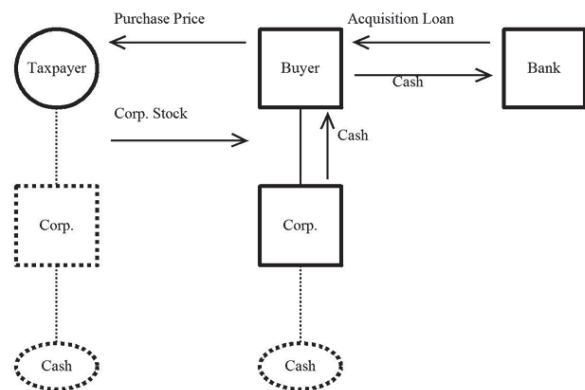 Purchase Price
Acquisition Loan
Taxpayer
Buyer
Bank
Cash
Corp. Stock
Cash
Corp.
Corp.
Cash
Cash